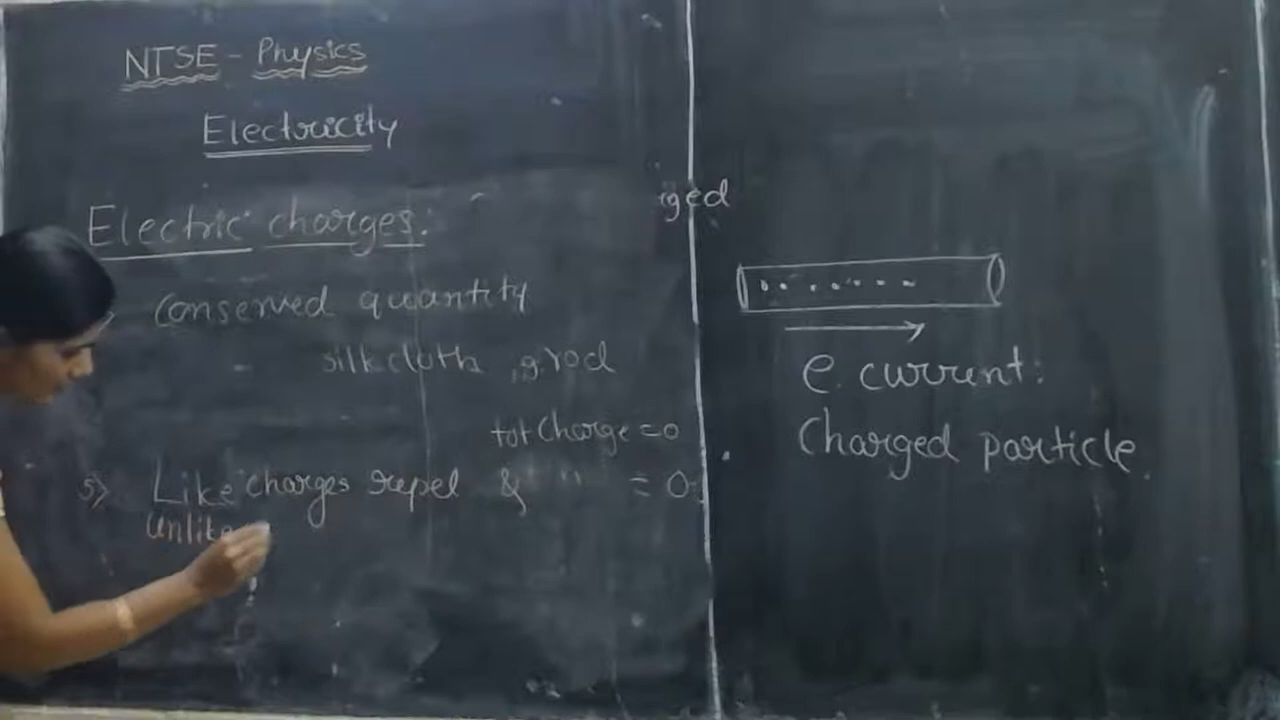 NTSE - Physics
Electricity
Electric charges:
Conserved quantity
silk cloth, g. rod
tot Charge = 0
5) Like charges repel & " = 0
Unlike
e. current:
Charged particle.